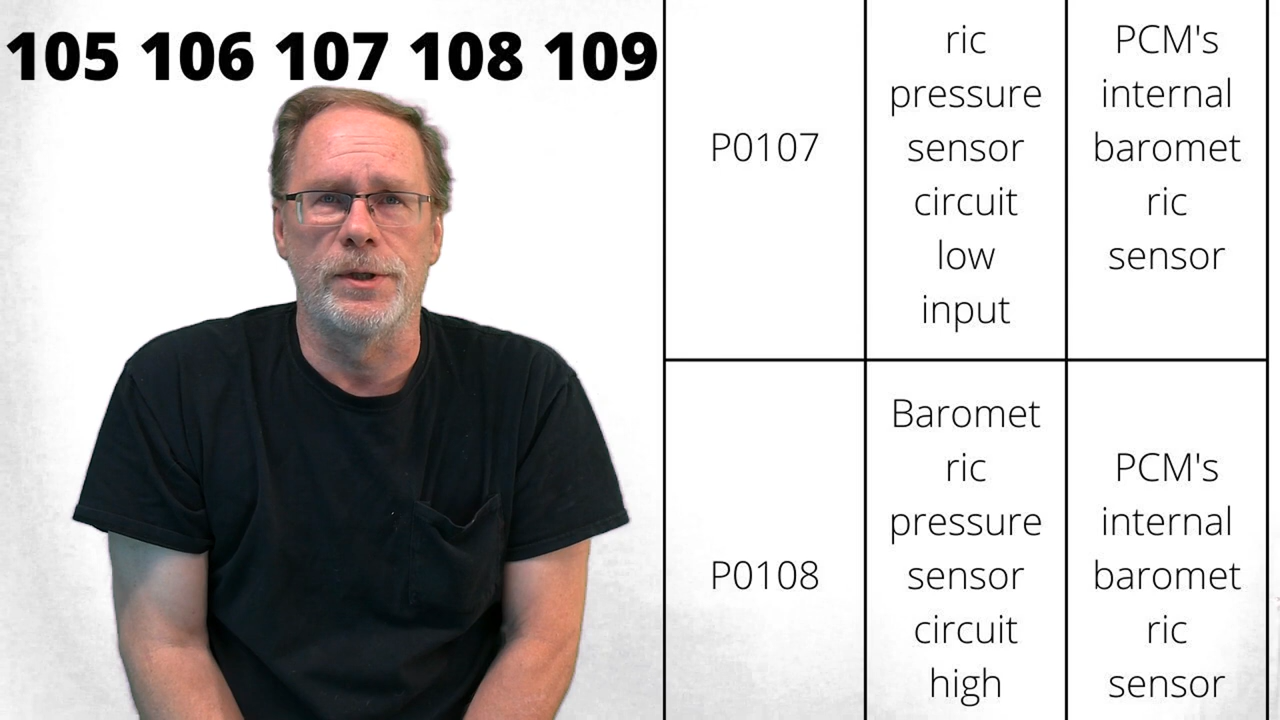 105 106 107 108 109
P0107
ric
pressure
sensor
circuit
low
input
PCM's
internal
baromet
ric
sensor
P0108
Baromet
ric
pressure
sensor
circuit
high
PCM's
internal
baromet
ric
sensor